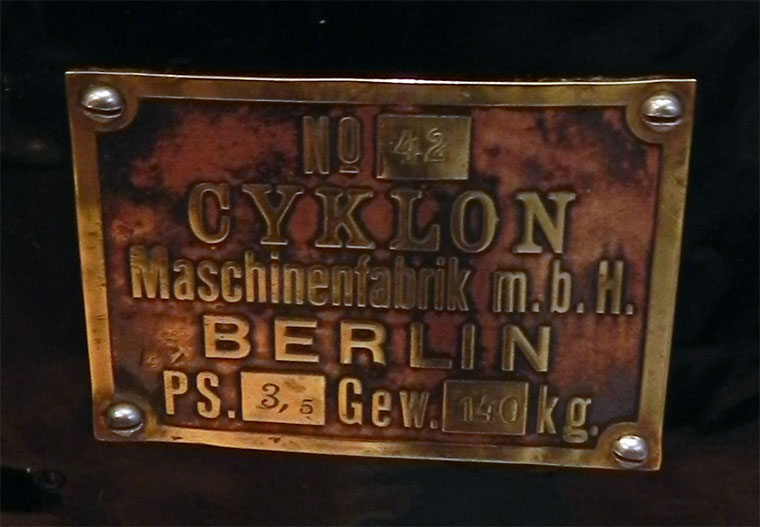 No 42
CYKLON
Maschinenfabrik m.b.H.
BERLIN
PS. 3,5 Gew. 140 kg.